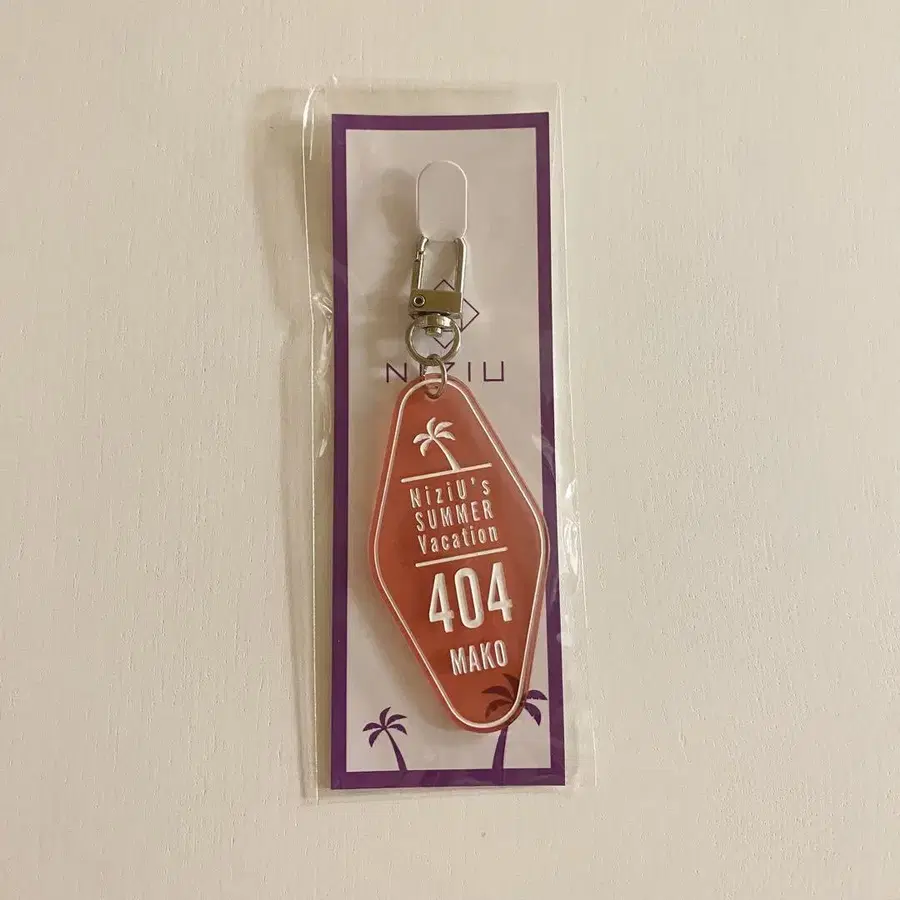 NIZIU
NiziU's
SUMMER
Vacation
404
MAKO